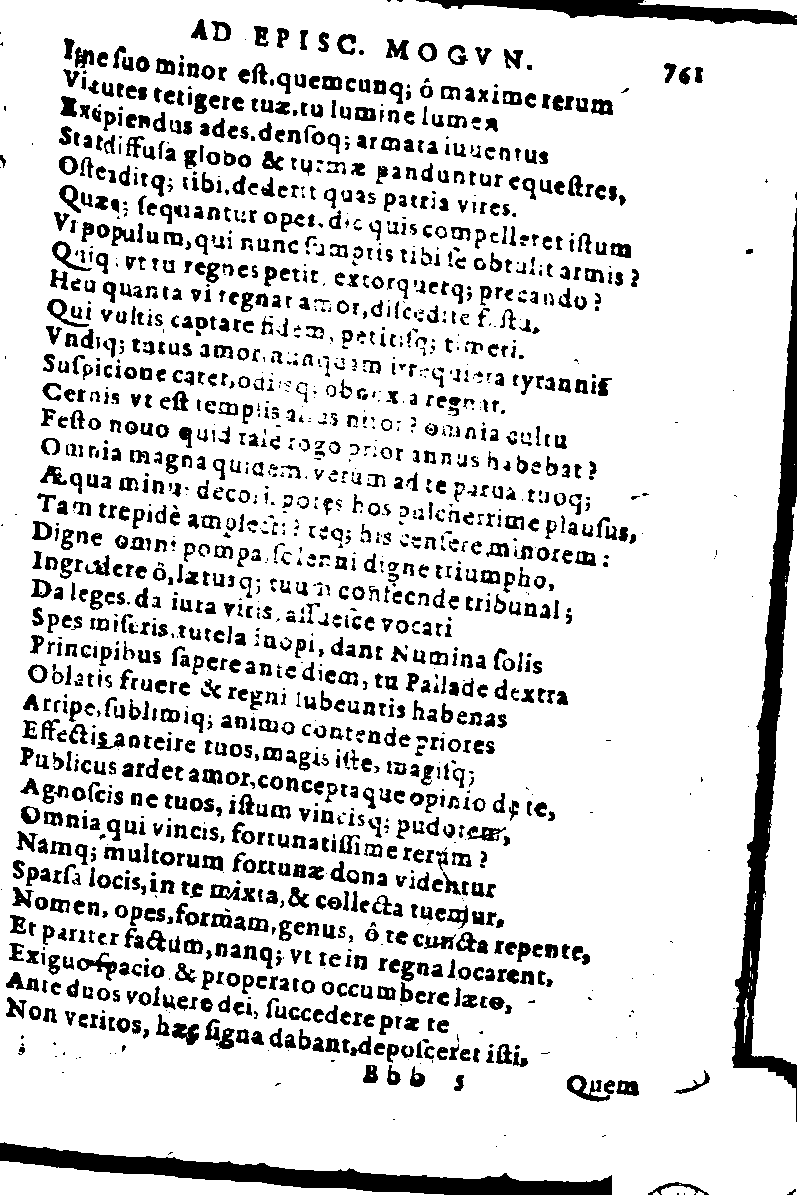 AD EPISC. MOGVN. 761
Igne ſuo minor eſt.quemcunq; ô maxime rerum
Virtutes tetigere tuæ.tu lumine lumen
Excipiendus ades.denſoq; armata iuuentus
Stat diffuſa globo & turmæ panduntur equeſtres,
Oſtenditq; tibi.dederit quas patria vires.
Quæq; ſequantur opes. dic quis compelleret iſtum
Vt populum, qui nunc ſumptis tibi ſe obtulit armis?
Quiq. vt tu regnes petit, extorquetq; precando?
Heu quanta vi regnat amor, diſcedite faſtu,
Qui vultis captare fidem, petitiſq; timeri.
Vndiq; tutus amor.nunquam irrequieta tyrannis
Suſpicione caret,odiisq; obnoxia regnat.
Cernis vt eſt templis nitor? omnia cultu
Feſto nouo quid tale rogo prior annus habebat?
Omnia magna quidem. verum ad te parua.tuoq;
Æqua minus decori. potes hos pulcherrime plauſus,
Tam trepidè amplecti? teq; his cenſere minorem:
Digne omni pompa.ſolenni digne triumpho,
Ingredere ô, lætusq; tuum conſcende tribunal;
Da leges.da iura viris.aſſueſce vocari
Spes miſeris.tutela inopi, dant Numina ſolis
Principibus ſapere ante diem, tu Pallade dextra
Oblatis fruere & regni iubeuntis habenas
Arripe.ſublimiq; animo contende priores
Effectis anteire tuos,magis iſte, magiſq;
Publicus ardet amor,concepta que opinio de te,
Agnoſcis ne tuos, iſtum vincisq; pudorem,
Omnia qui vincis, fortunatiſſime rerum?
Namq; multorum fortunæ dona videntur
Sparſa locis,in te mixta,& collecta tuemur,
Nomen, opes,formam,genus, ô te cuncta repente,
Et pariter factum,nanq; vt te in regna locarent,
Exiguo ſpacio & properato occumbere læto,
Ante duos voluere dei, ſuccedere præ te
Non veritos, hæc ſigna dabant,depoſceret iſti,
Bbb 5 Quem